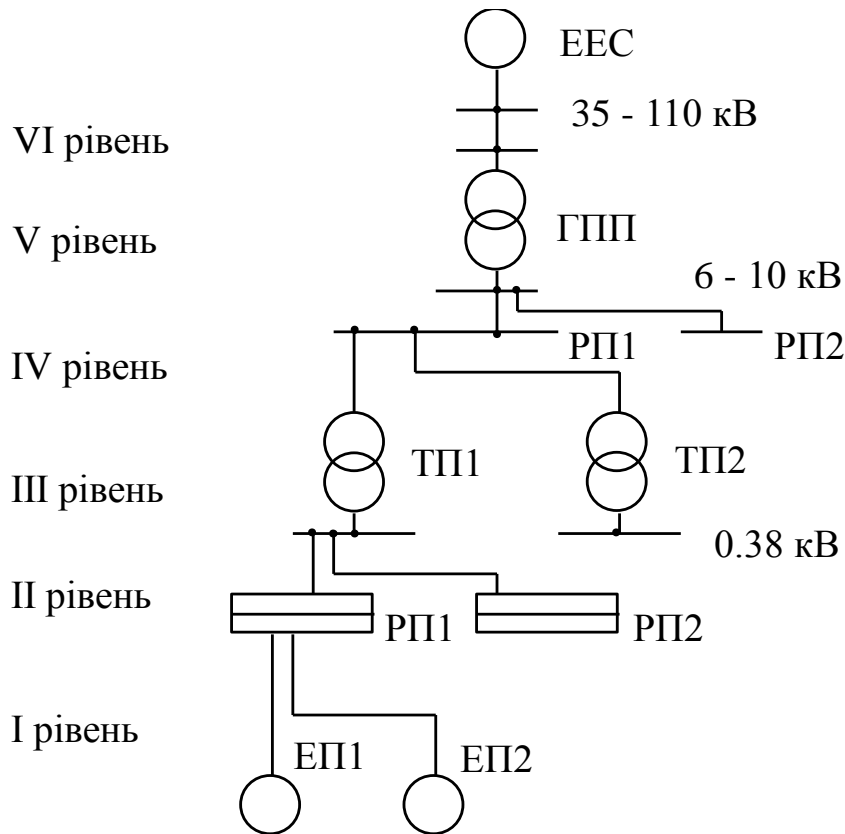 ЕЕС
35 - 110 кВ
VI рівень
V рівень
ГПП
6 - 10 кВ
РП1
РП2
IV рівень
ТП1
ТП2
III рівень
0.38 кВ
II рівень
РП1
РП2
I рівень
ЕП1
ЕП2